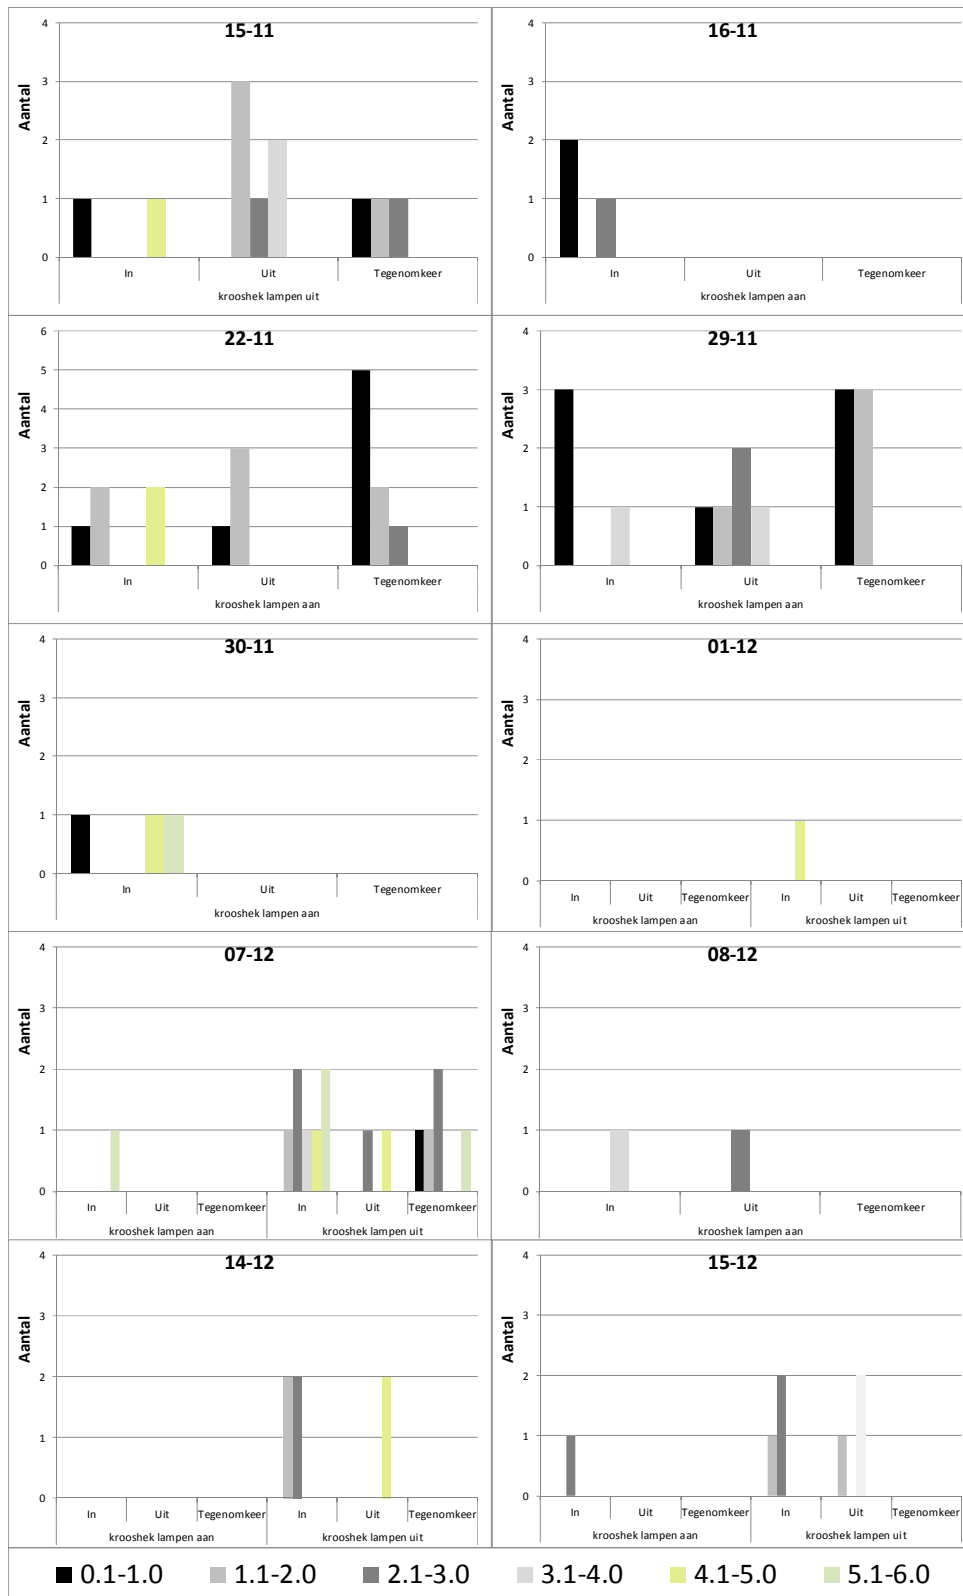 15-11
Aantal
4
3
2
1
0
In Uit Tegenomkeer
krooshek lampen uit
16-11
Aantal
4
3
2
1
0
In Uit Tegenomkeer
krooshek lampen aan
22-11
Aantal
6
5
4
3
2
1
0
In Uit Tegenomkeer
krooshek lampen aan
29-11
Aantal
4
3
2
1
0
In Uit Tegenomkeer
krooshek lampen aan
30-11
Aantal
4
3
2
1
0
In Uit Tegenomkeer
krooshek lampen aan
01-12
Aantal
4
3
2
1
0
In Uit Tegenomkeer In Uit Tegenomkeer
krooshek lampen aan krooshek lampen uit
07-12
Aantal
4
3
2
1
0
In Uit Tegenomkeer In Uit Tegenomkeer
krooshek lampen aan krooshek lampen uit
08-12
Aantal
4
3
2
1
0
In Uit Tegenomkeer
krooshek lampen aan
14-12
Aantal
4
3
2
1
0
In Uit Tegenomkeer In Uit Tegenomkeer
krooshek lampen aan krooshek lampen uit
15-12
Aantal
4
3
2
1
0
In Uit Tegenomkeer In Uit Tegenomkeer
krooshek lampen aan krooshek lampen uit
0.1-1.0 1.1-2.0 2.1-3.0 3.1-4.0 4.1-5.0 5.1-6.0